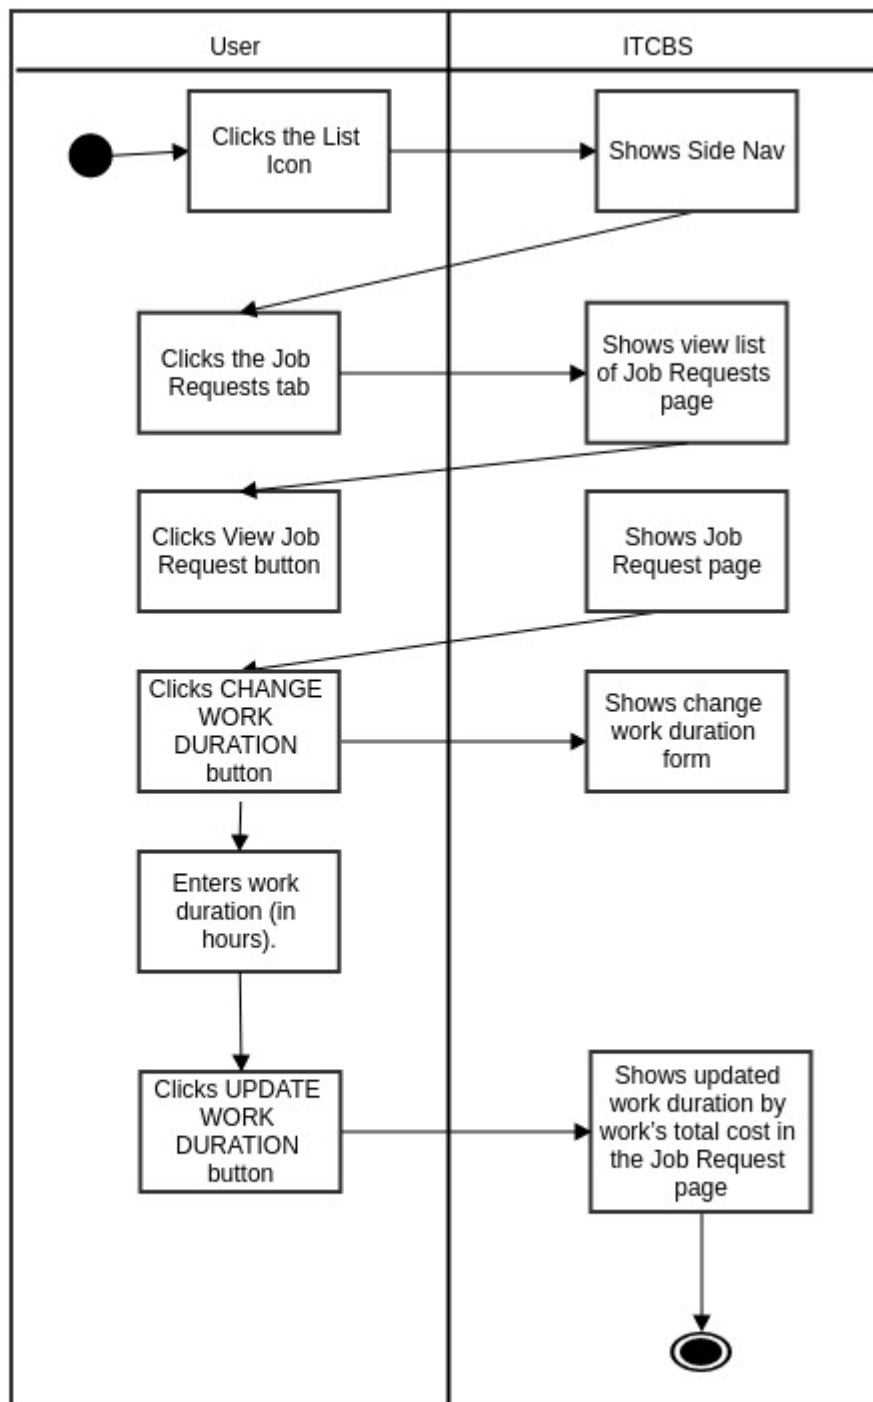 User
ITCBS
Clicks the List
Icon
Shows Side Nav
Clicks the Job
Requests tab
Shows view list
of Job Requests
page
Clicks View Job
Request button
Shows Job
Request page
Clicks CHANGE
WORK
DURATION
button
Shows change
work duration
form
Enters work
duration (in
hours).
Clicks UPDATE
WORK
DURATION
button
Shows updated
work duration by
work's total cost in
the Job Request
page